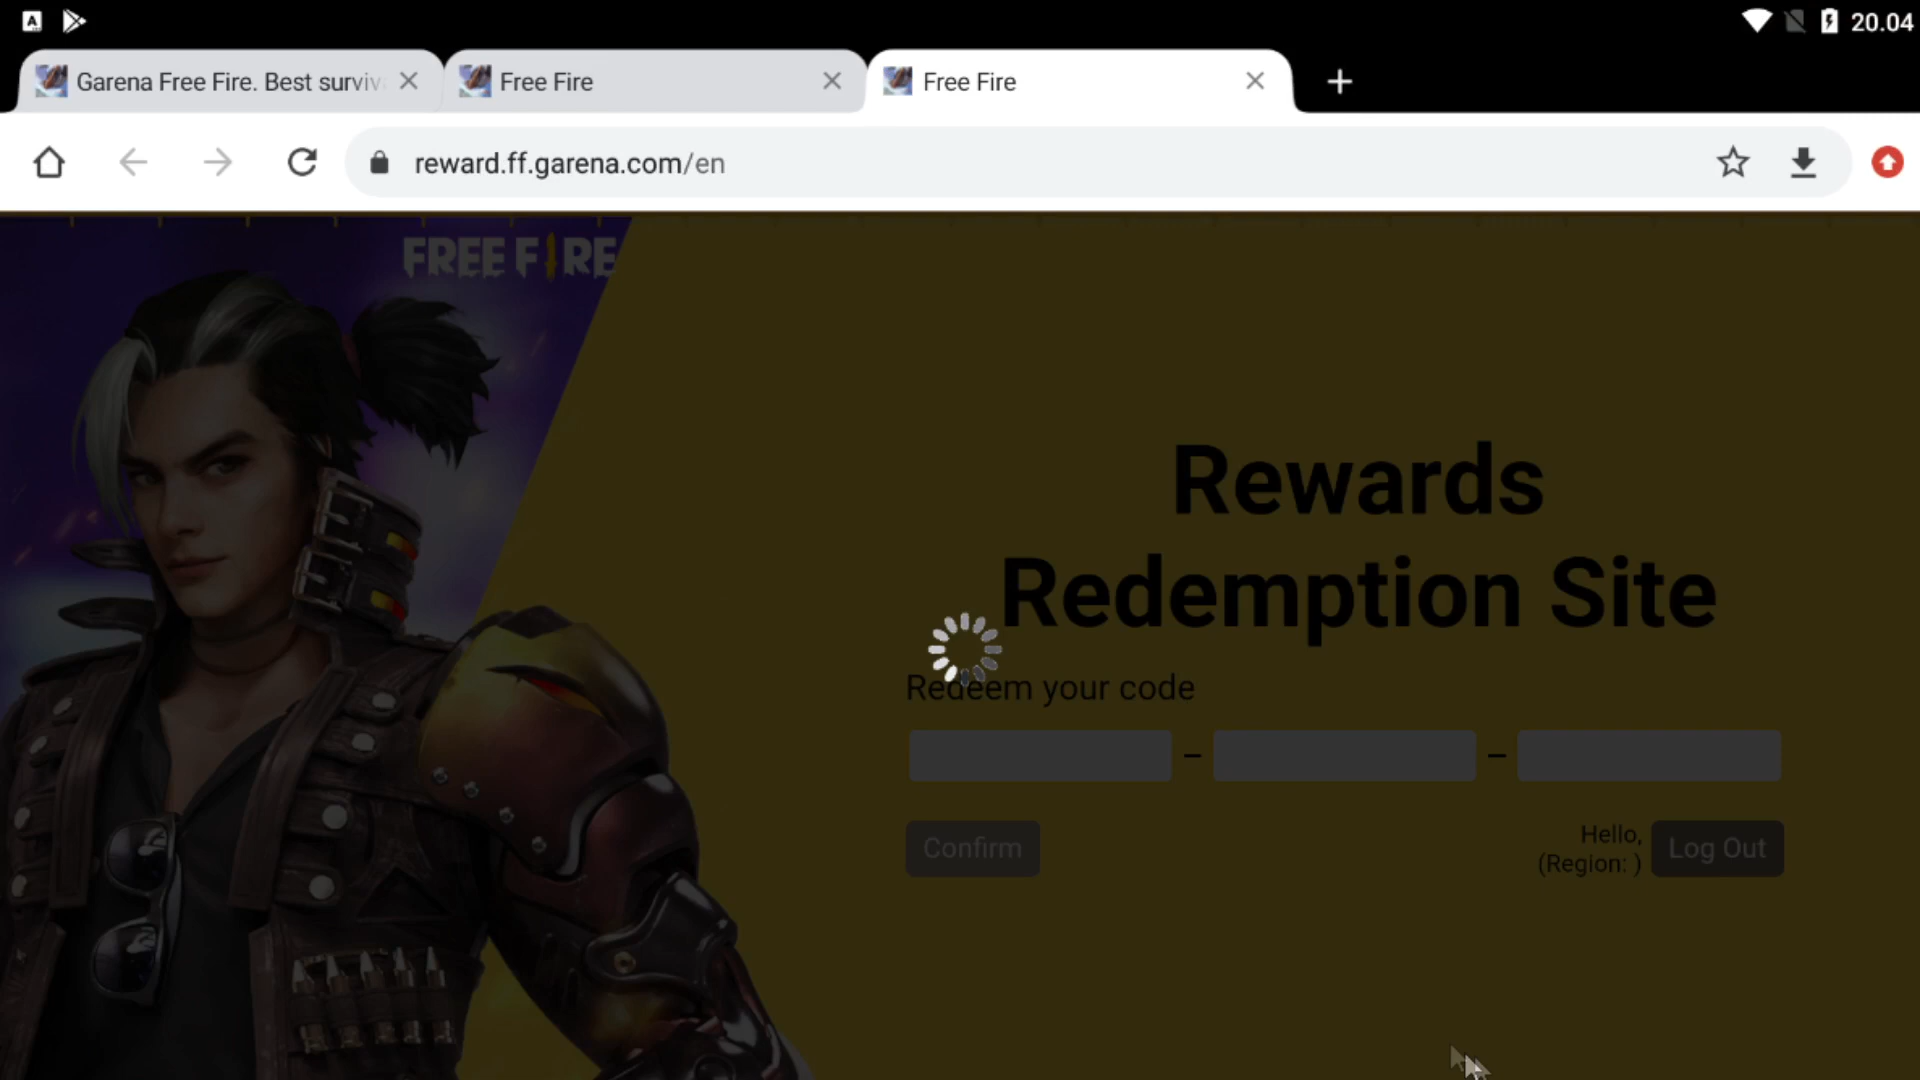 20.04
Garena Free Fire. Best surviv
Free Fire
Free Fire
reward.ff.garena.com/en
FREE FIRE
Rewards
Redemption Site
Redeem your code
– –
Confirm
Hello,
(Region: )
Log Out